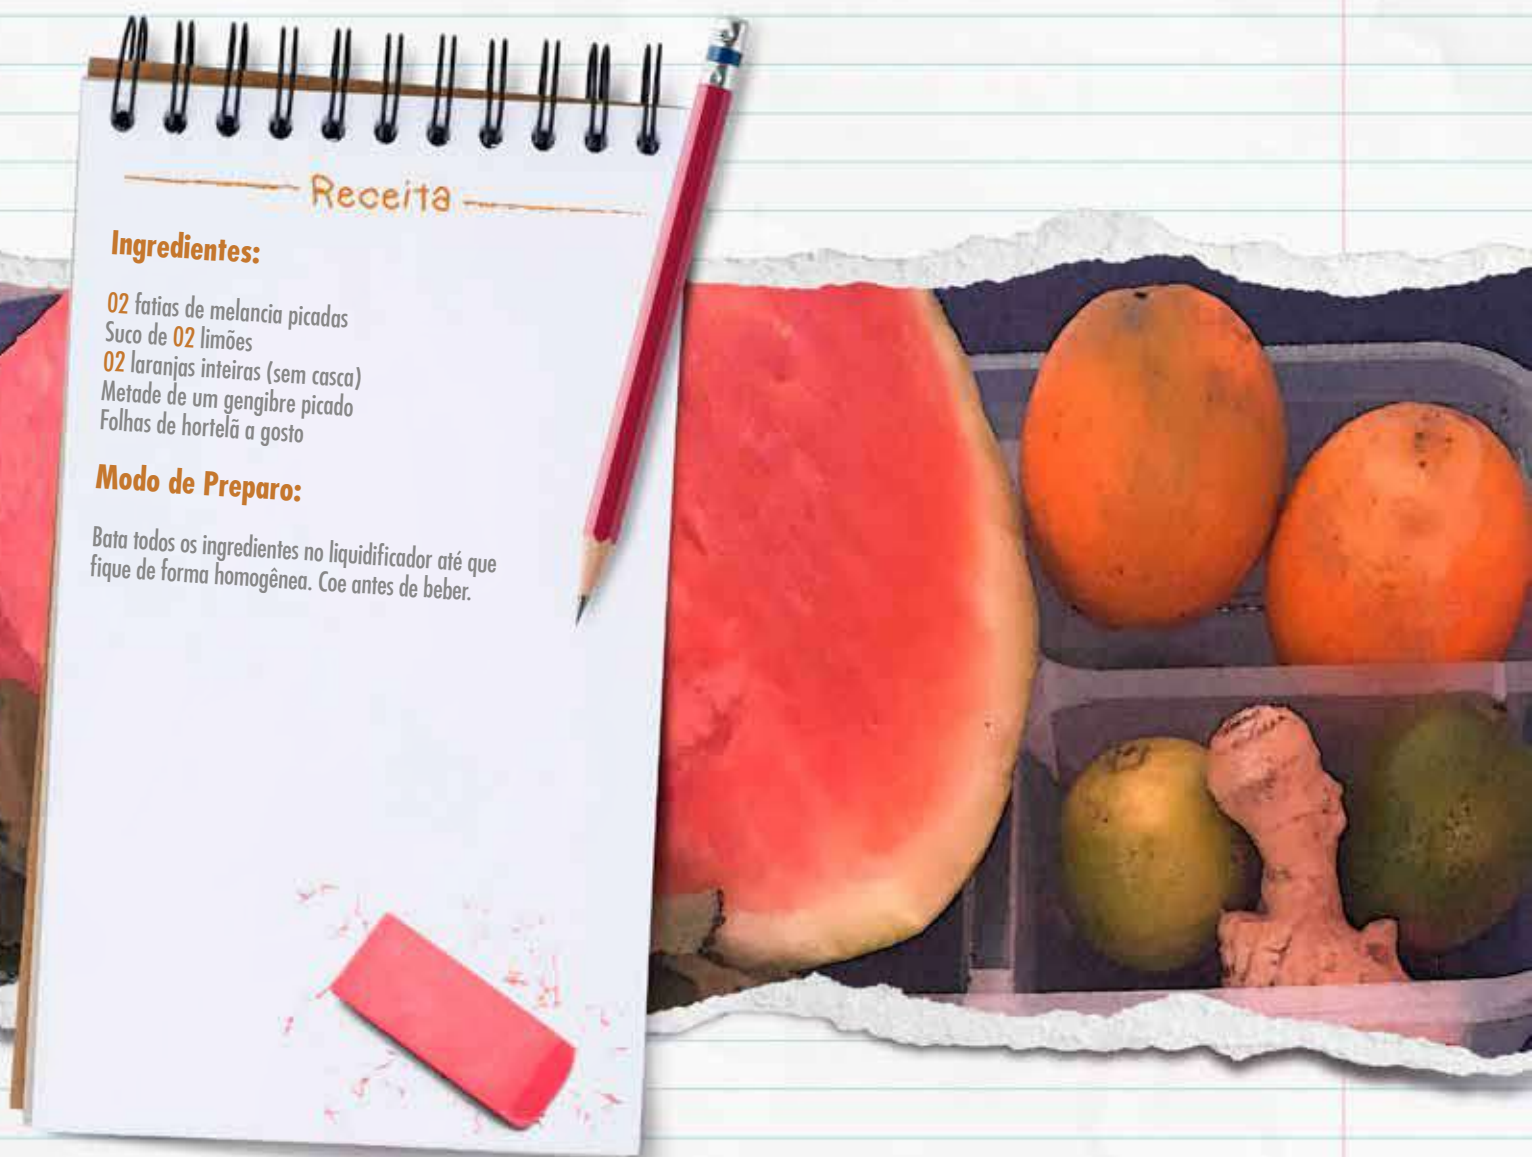 Receita
Ingredientes:
02 fatias de melancia picadas
Suco de 02 limões
02 laranjas inteiras (sem casca)
Metade de um gengibre picado
Folhas de hortelã a gosto
Modo de Preparo:
Bata todos os ingredientes no liquidificador até que
fique de forma homogênea. Coe antes de beber.